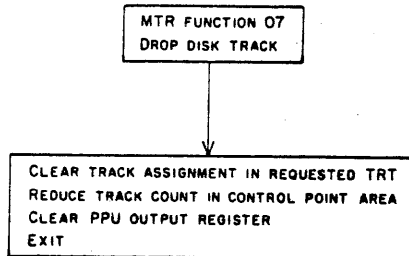 MTR FUNCTION 07
DROP DISK TRACK
CLEAR TRACK ASSIGNMENT IN REQUESTED TRT
REDUCE TRACK COUNT IN CONTROL POINT AREA
CLEAR PPU OUTPUT REGISTER
EXIT